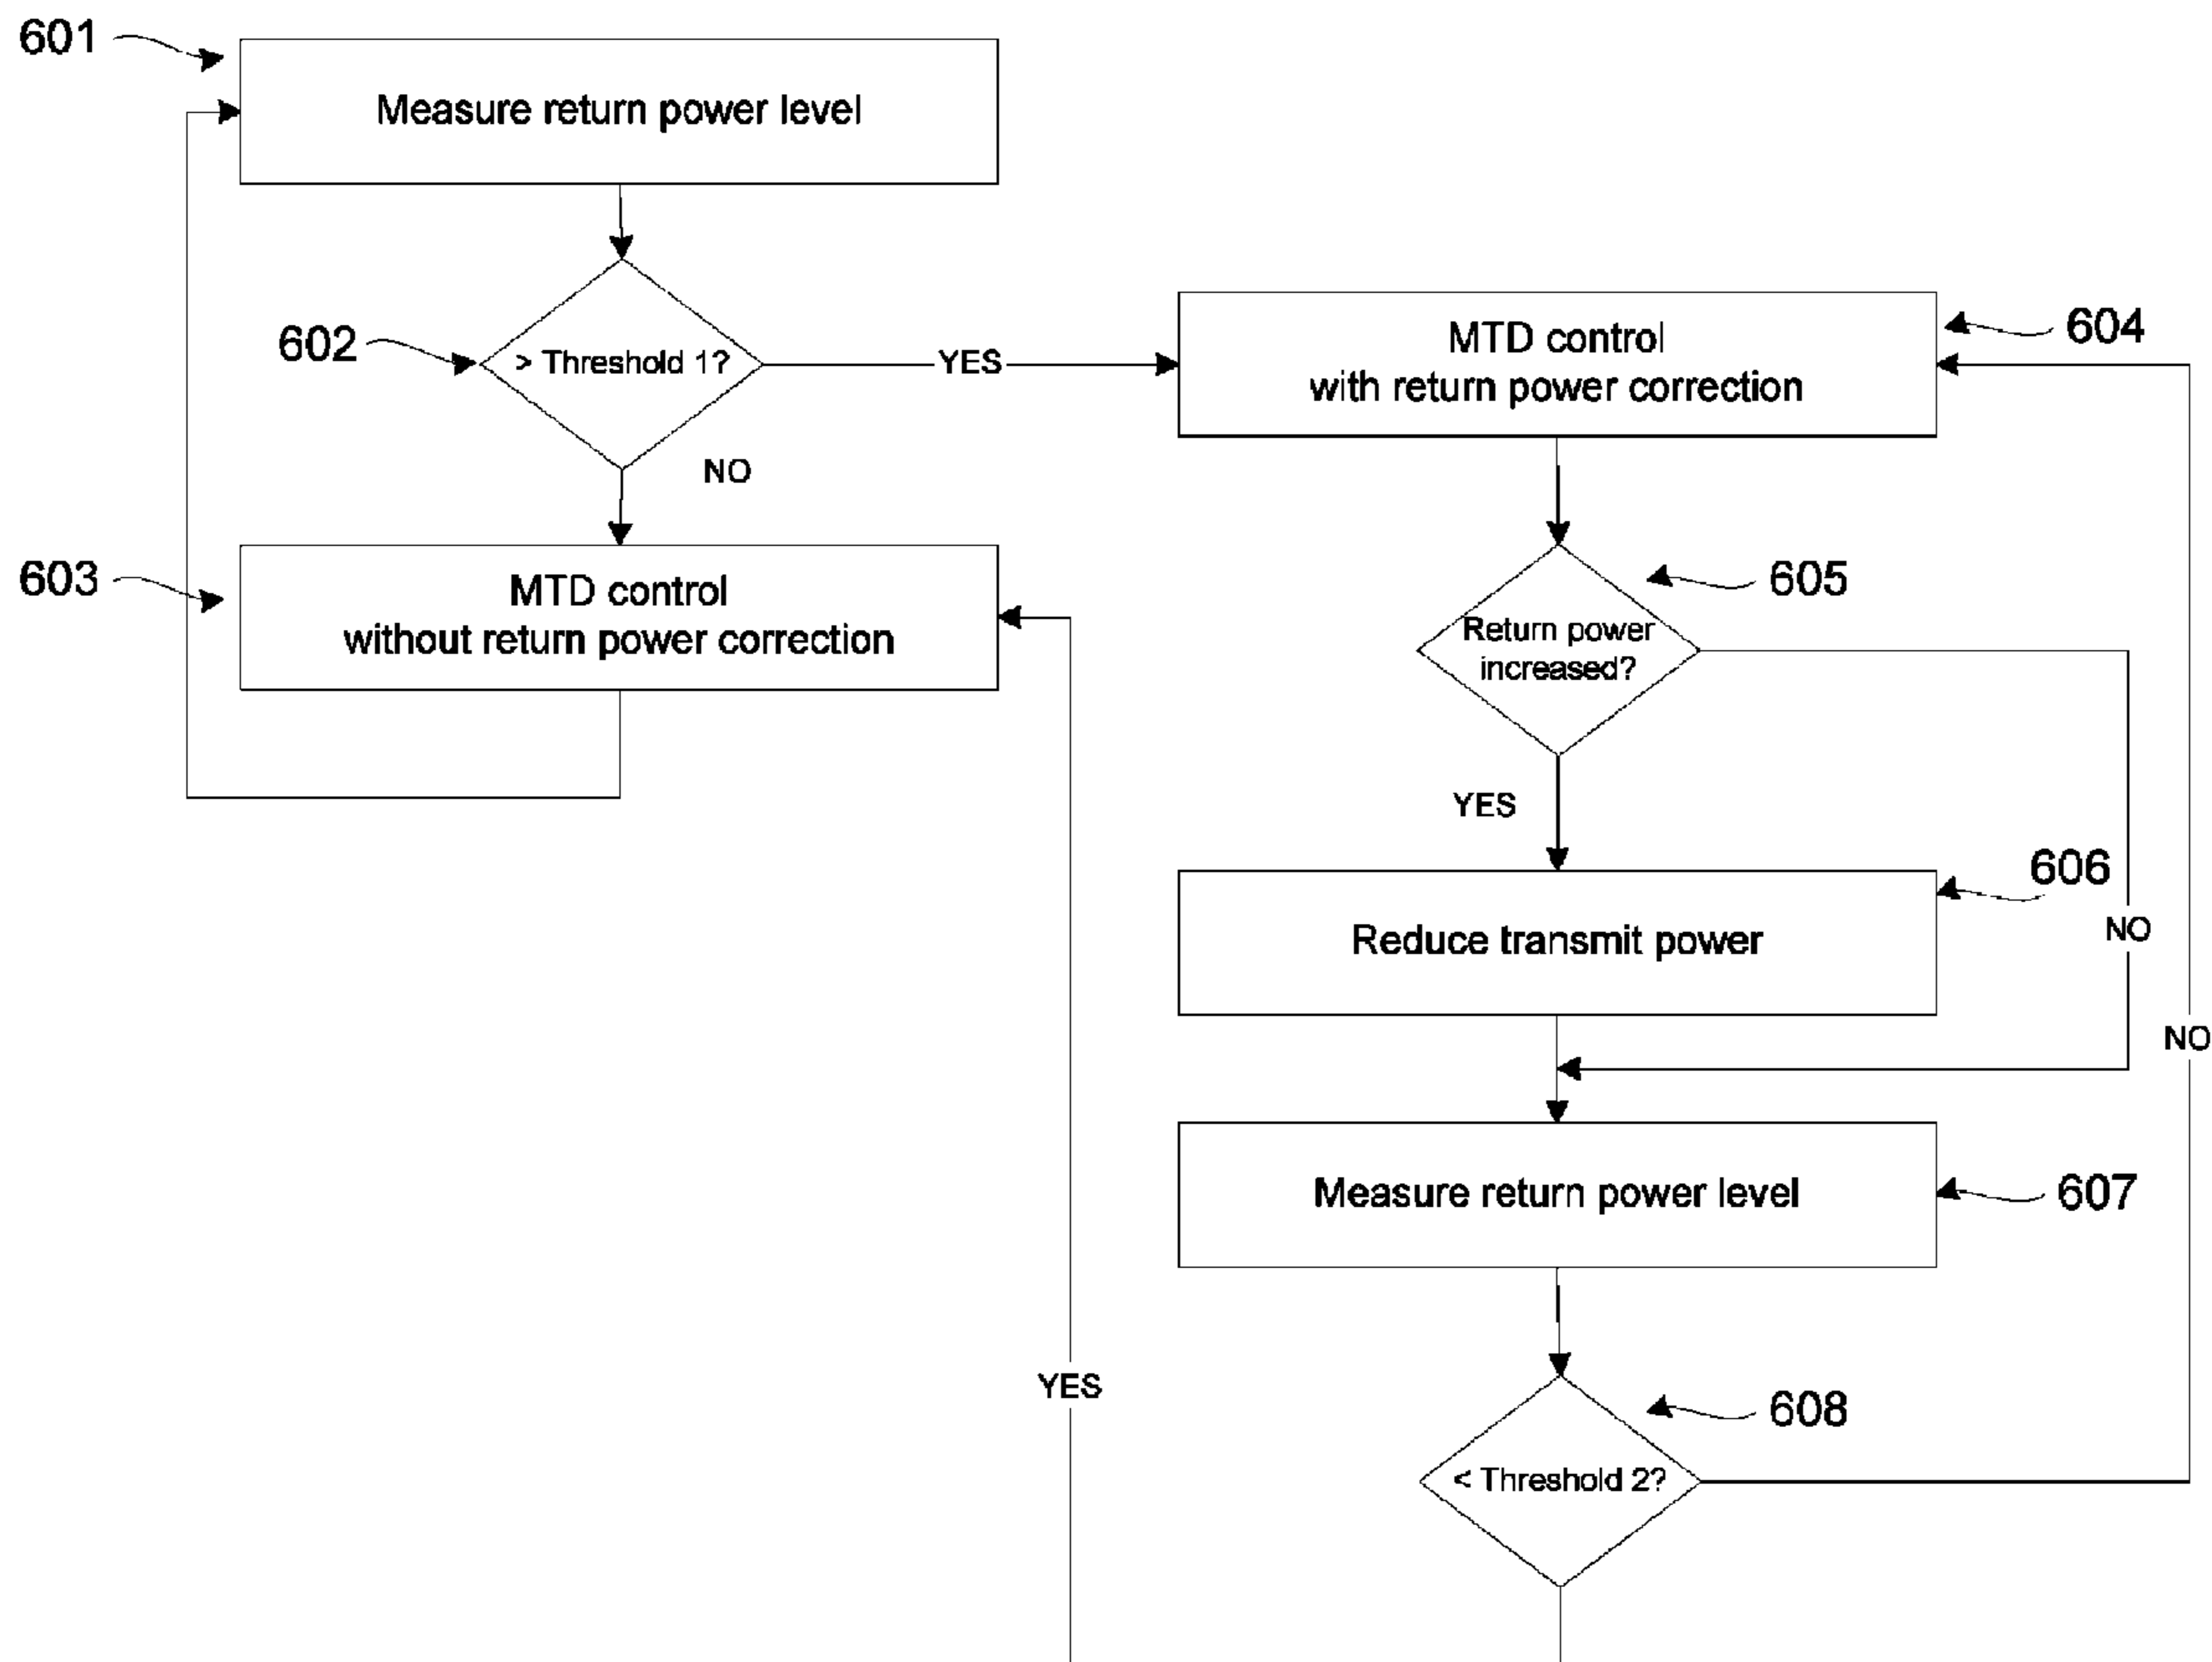 601
Measure return power level
602
> Threshold 1?
YES
NO
603
MTD control
without return power correction
604
MTD control
with return power correction
605
Return power
increased?
YES
NO
606
Reduce transmit power
607
Measure return power level
608
< Threshold 2?
NO
YES